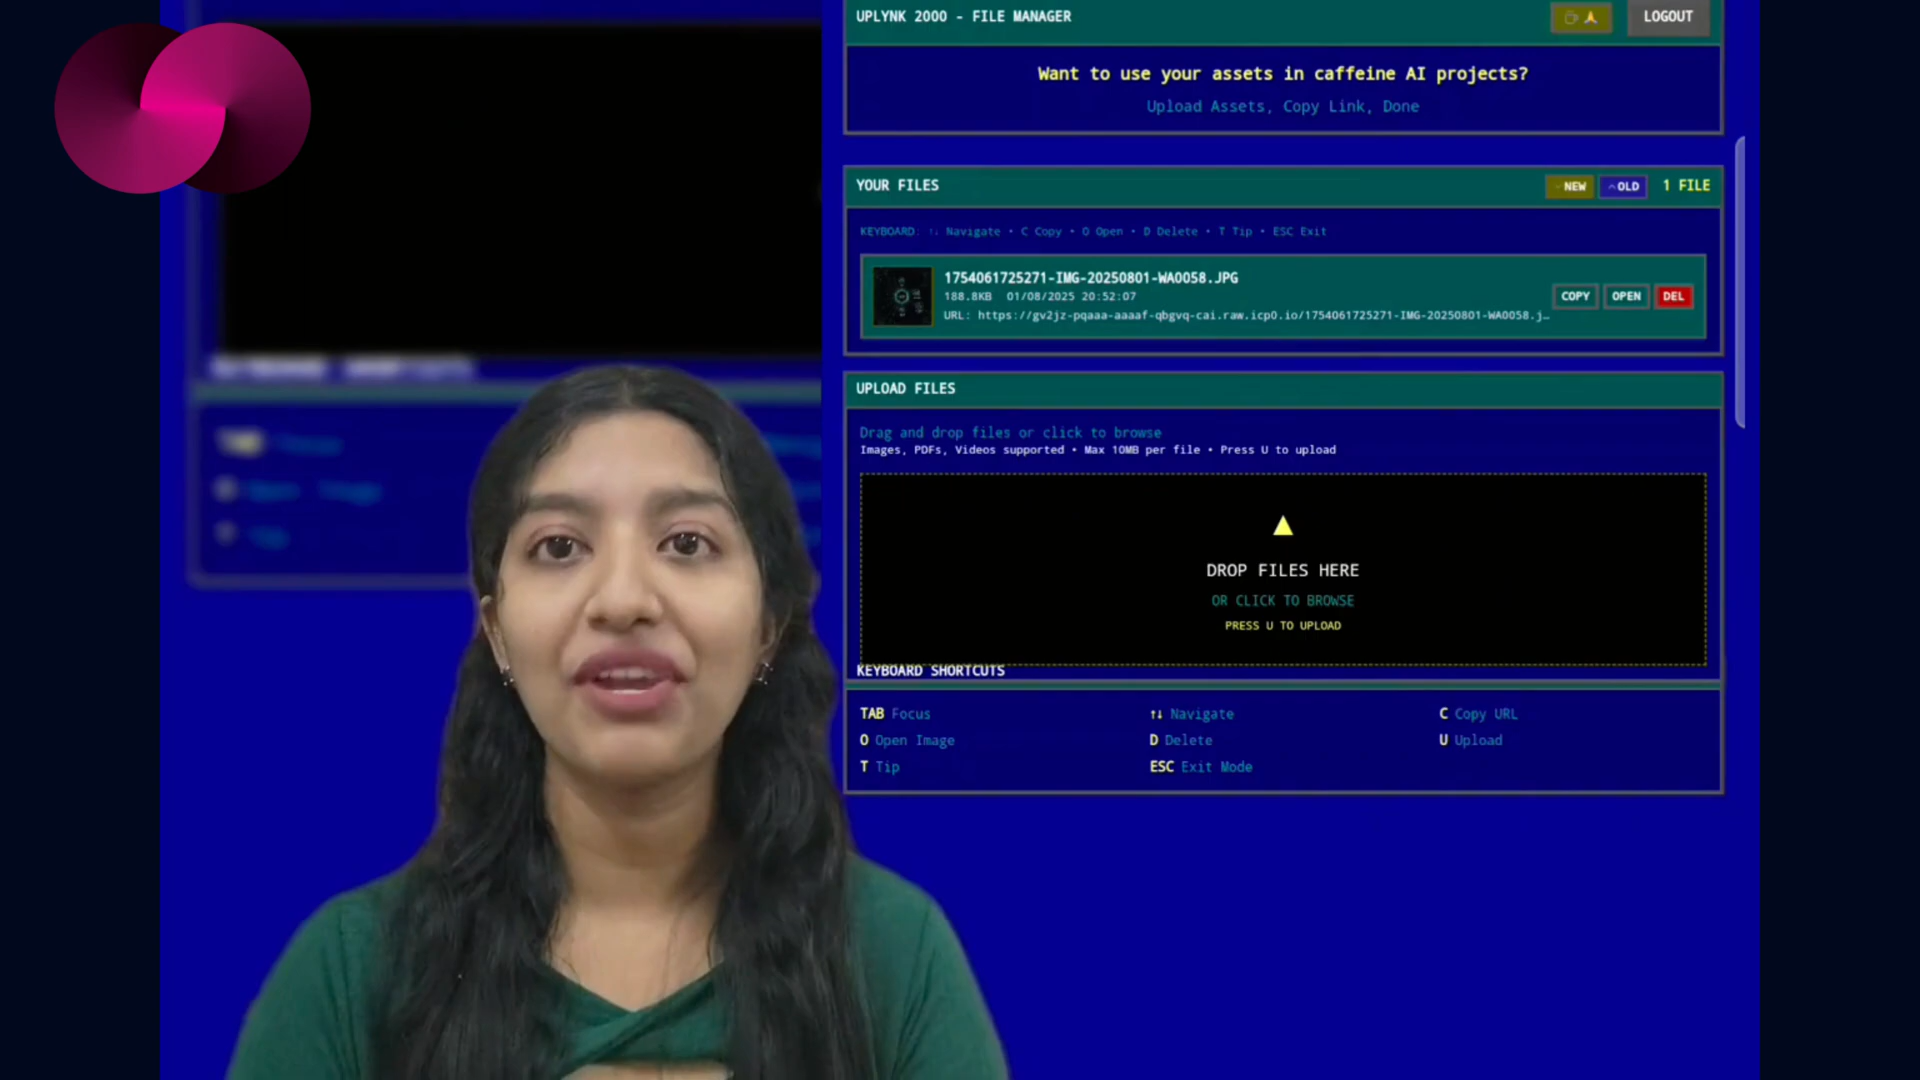 UPLYNK 2000 - FILE MANAGER
LOGOUT
Want to use your assets in caffeine AI projects?
Upload Assets, Copy Link, Done
YOUR FILES
NEW
OLD
1 FILE
KEYBOARD: ↑↓ Navigate • C Copy • O Open • D Delete • T Tip • ESC Exit
1754061725271-IMG-20250801-WA0058.JPG
188.8KB 01/08/2025 20:52:07
URL: https://gv2jz-pqaaa-aaaaf-qbgvq-cai.raw.icp0.io/1754061725271-IMG-20250801-WA0058.j…
COPY
OPEN
DEL
UPLOAD FILES
Drag and drop files or click to browse
Images, PDFs, Videos supported • Max 10MB per file • Press U to upload
DROP FILES HERE
OR CLICK TO BROWSE
PRESS U TO UPLOAD
KEYBOARD SHORTCUTS
TAB Focus
↑↓ Navigate
C Copy URL
O Open Image
D Delete
U Upload
T Tip
ESC Exit Mode